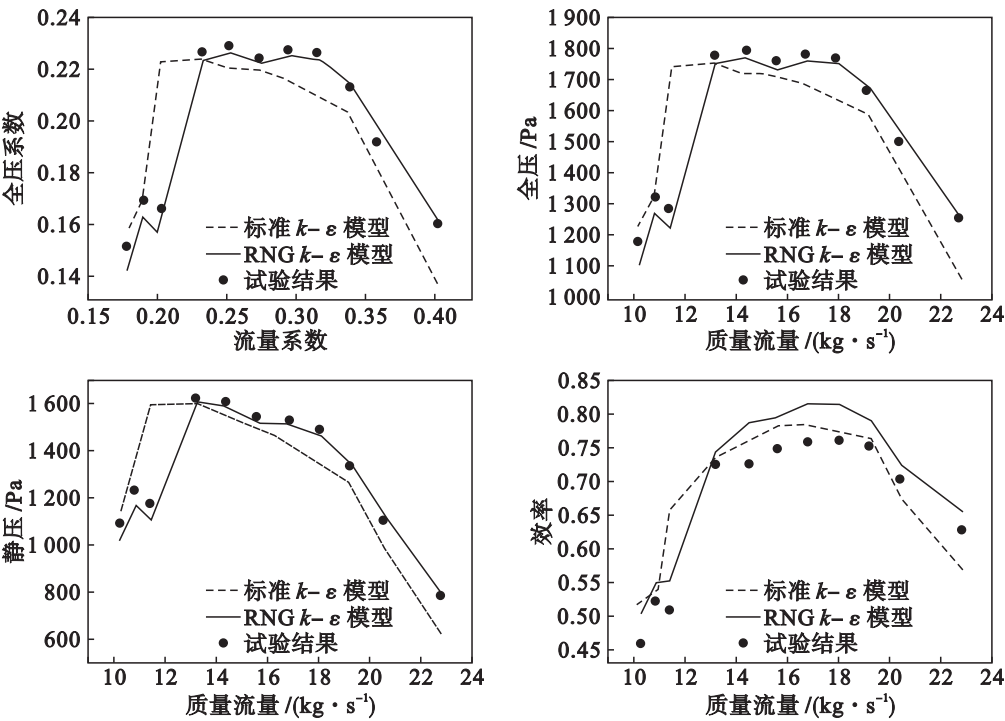 0.24
0.22
0.20
0.18
0.16
0.14
全压系数
标准 k– ε 模型
RNG k– ε 模型
试验结果
0.15 0.20 0.25 0.30 0.35 0.40
流量系数
1 900
1 800
1 700
1 600
1 500
1 400
1 300
1 200
1 100
1 000
全压 /Pa
标准 k– ε 模型
RNG k– ε 模型
试验结果
10 12 14 16 18 20 22 24
质量流量 /(kg · s⁻¹)
1 600
1 400
1 200
1 000
800
600
静压 /Pa
标准 k– ε 模型
RNG k– ε 模型
试验结果
10 12 14 16 18 20 22 24
质量流量 /(kg · s⁻¹)
0.85
0.80
0.75
0.70
0.65
0.60
0.55
0.50
0.45
效率
标准 k– ε 模型
RNG k– ε 模型
试验结果
10 12 14 16 18 20 22 24
质量流量 /(kg · s⁻¹)